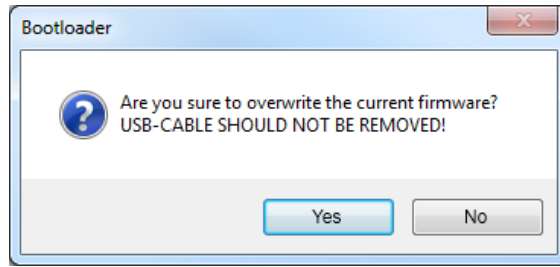 Bootloader
Are you sure to overwrite the current firmware?
USB-CABLE SHOULD NOT BE REMOVED!
Yes
No